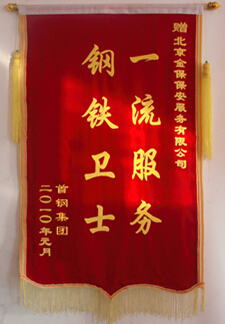 赠北京金保保安服务有限公司
一流服务
钢铁卫士
首钢集团
二〇一〇年元月